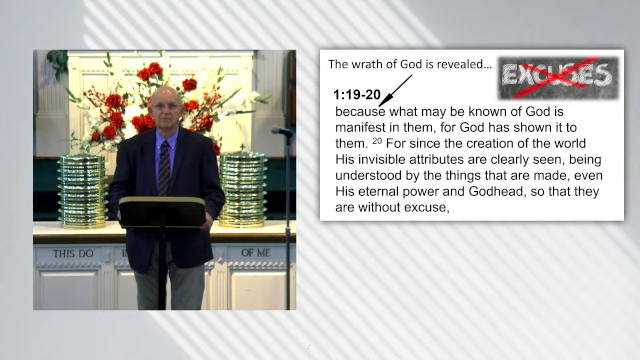 The wrath of God is revealed...
EXCUSES
1:19-20
because what may be known of God is
manifest in them, for God has shown it to
them. 20 For since the creation of the world
His invisible attributes are clearly seen, being
understood by the things that are made, even
His eternal power and Godhead, so that they
are without excuse,
THIS DO
OF ME